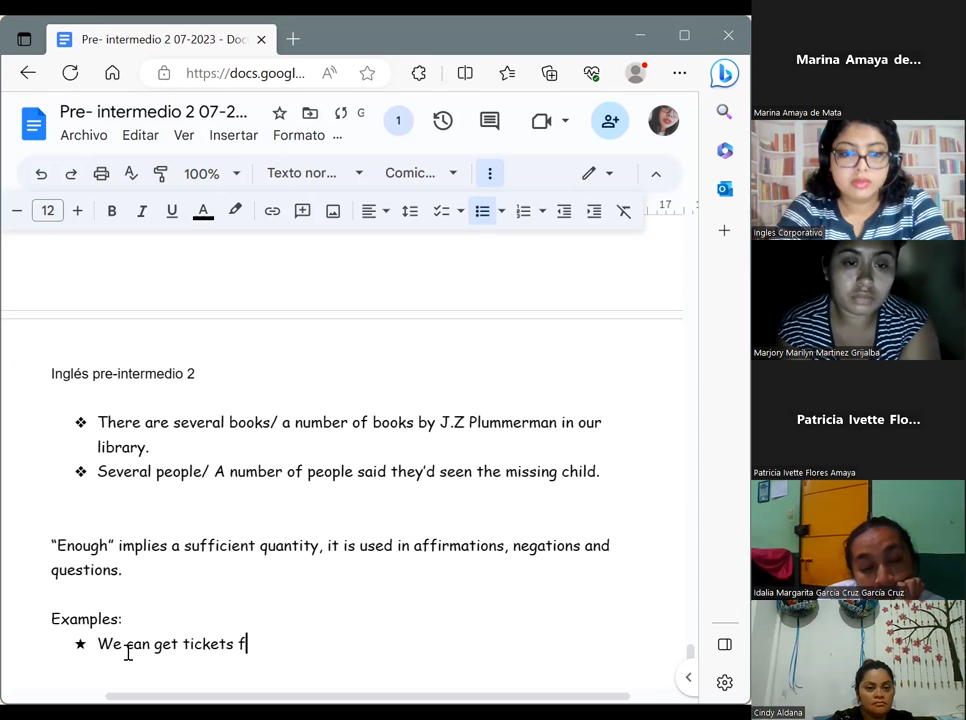 Pre- intermedio 2 07-2023 - Doc
https://docs.googl...
Pre- intermedio 2 07-2...
G
1
Archivo Editar Ver Insertar Formato ...
100% Texto nor... Comic...
12
17
Inglés pre-intermedio 2
❖ There are several books/ a number of books by J.Z Plummerman in our
library.
❖ Several people/ A number of people said they'd seen the missing child.
“Enough” implies a sufficient quantity, it is used in affirmations, negations and
questions.
Examples:
★ We can get tickets f
Marina Amaya de...
Marina Amaya de Mata
Ingles Corporativo
Marjory Marilyn Martinez Grijalba
Patricia Ivette Flo...
Patricia Ivette Flores Amaya
Idalia Margarita García Cruz García Cruz
Cindy Aldana